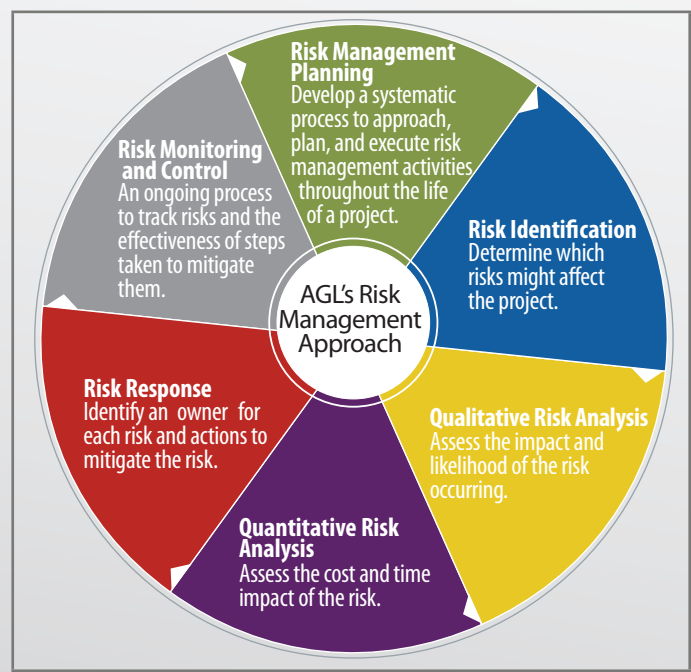 Risk Management
Planning
Develop a systematic
process to approach,
plan, and execute risk
management activities
throughout the life
of a project.
Risk Identification
Determine which
risks might affect
the project.
Qualitative Risk Analysis
Assess the impact and
likelihood of the risk
occurring.
Quantitative Risk
Analysis
Assess the cost and time
impact of the risk.
Risk Response
Identify an owner for
each risk and actions to
mitigate the risk.
Risk Monitoring
and Control
An ongoing process
to track risks and the
effectiveness of steps
taken to mitigate
them.
AGL's Risk
Management
Approach